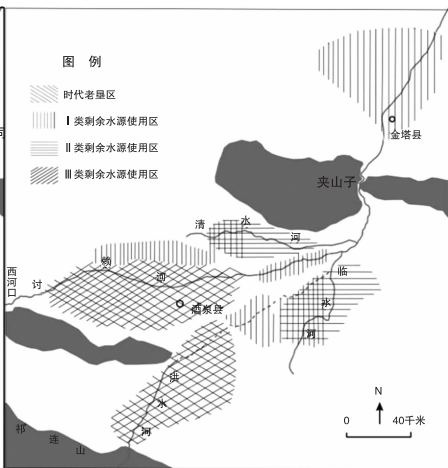 图 例
时代老垦区
Ⅰ类剩余水源使用区
Ⅱ类剩余水源使用区
Ⅲ类剩余水源使用区
金塔县
夹山子
清水河
西河口
讨赖河
临水河
酒泉县
洪水河
祁连山
N
0 40千米